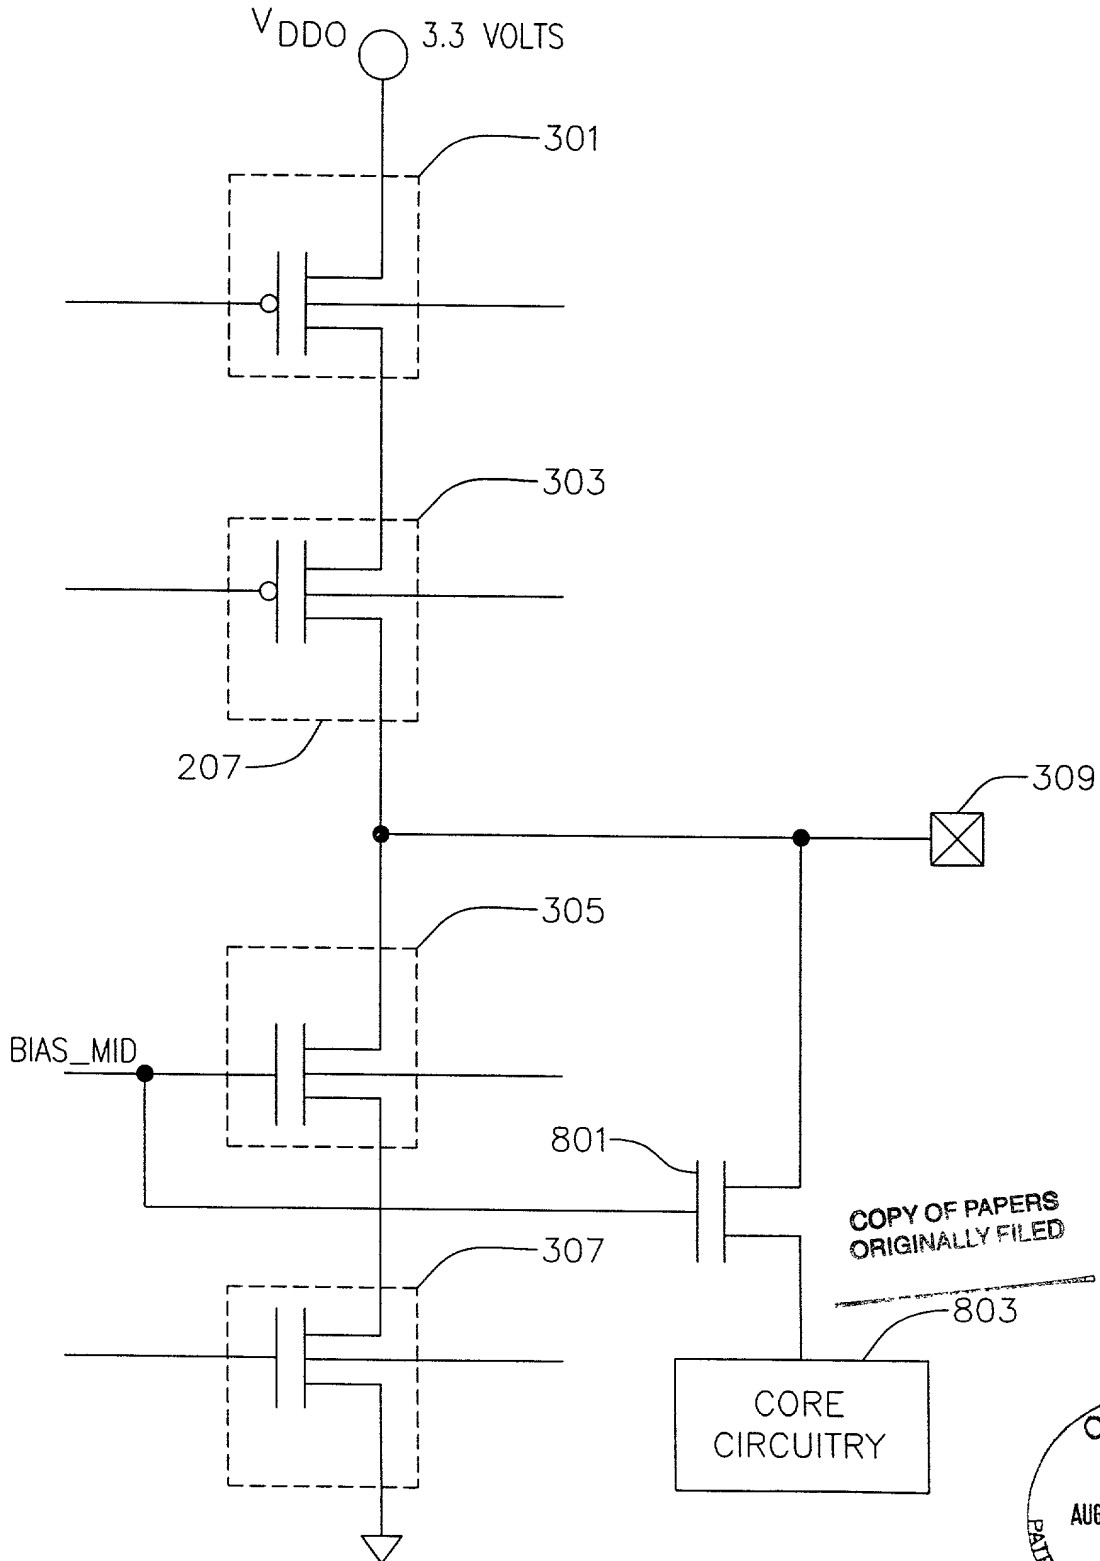 VDDO 3.3 VOLTS
301
303
207
309
305
BIAS_MID
801
COPY OF PAPERS
ORIGINALLY FILED
307
803
CORE
CIRCUITRY
AUG